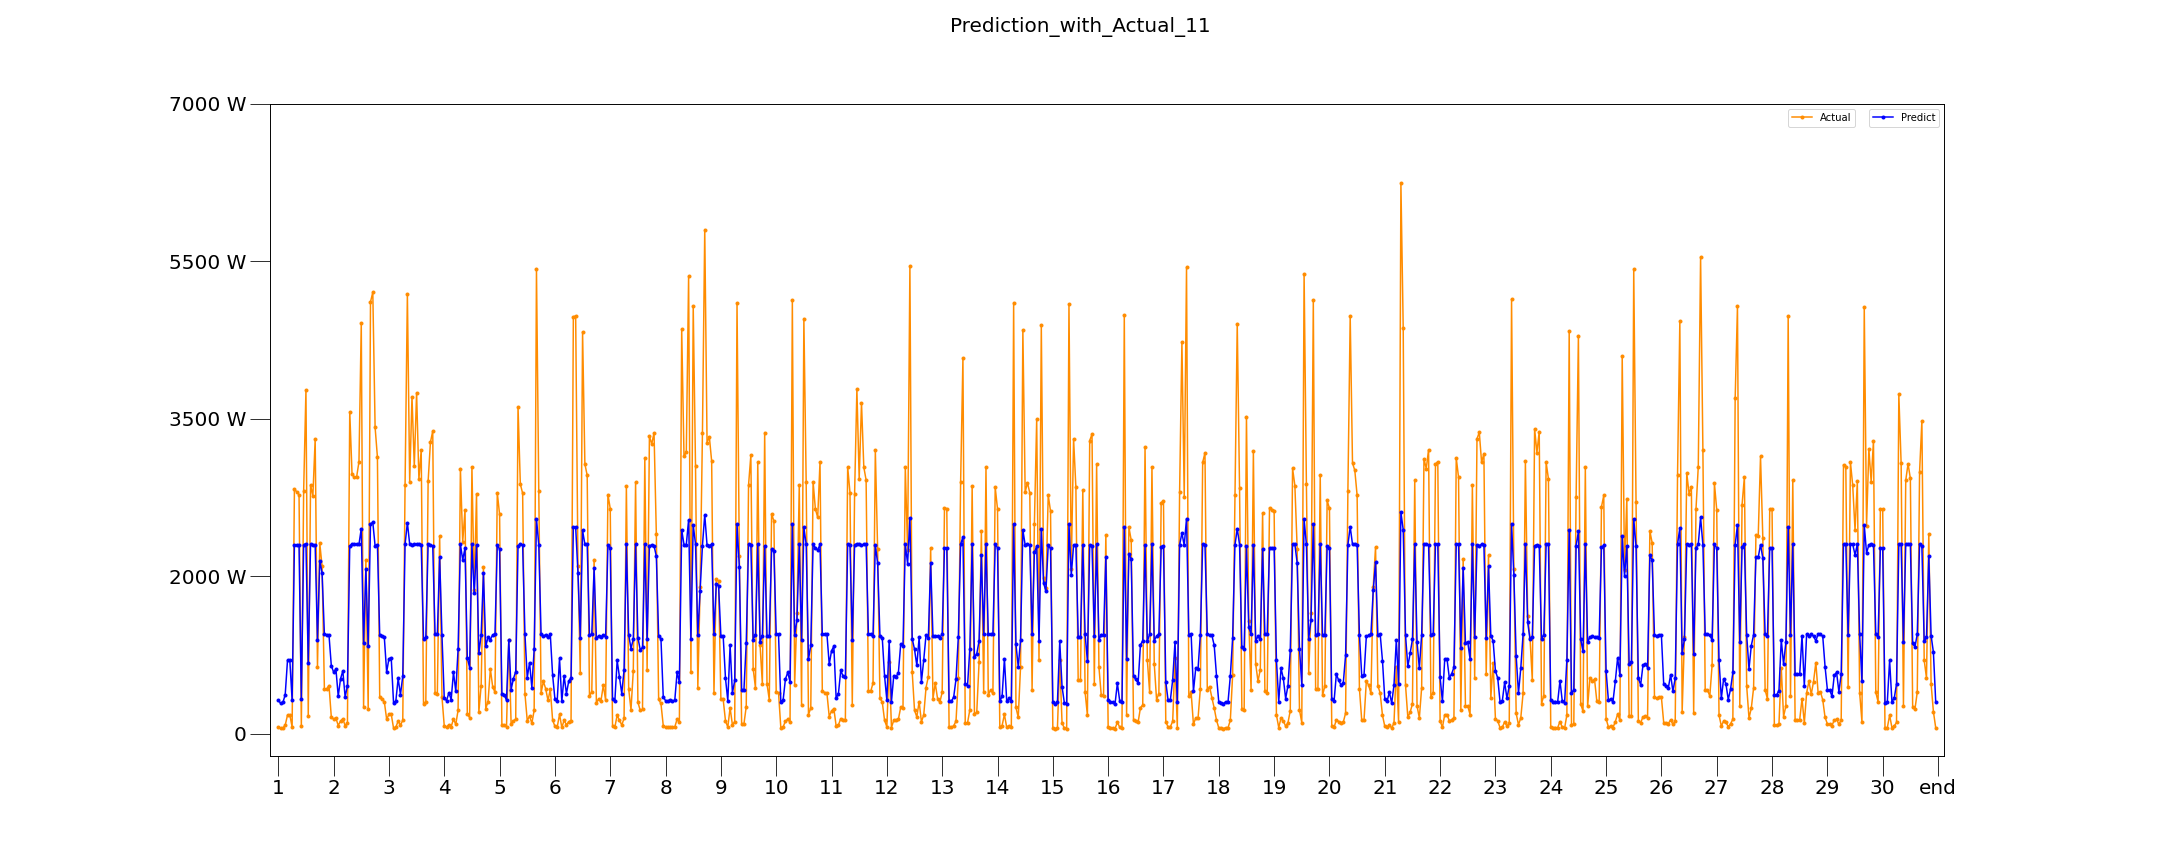 Prediction_with_Actual_11
Actual Predict
7000 W
5500 W
3500 W
2000 W
0
1 2 3 4 5 6 7 8 9 10 11 12 13 14 15 16 17 18 19 20 21 22 23 24 25 26 27 28 29 30 end